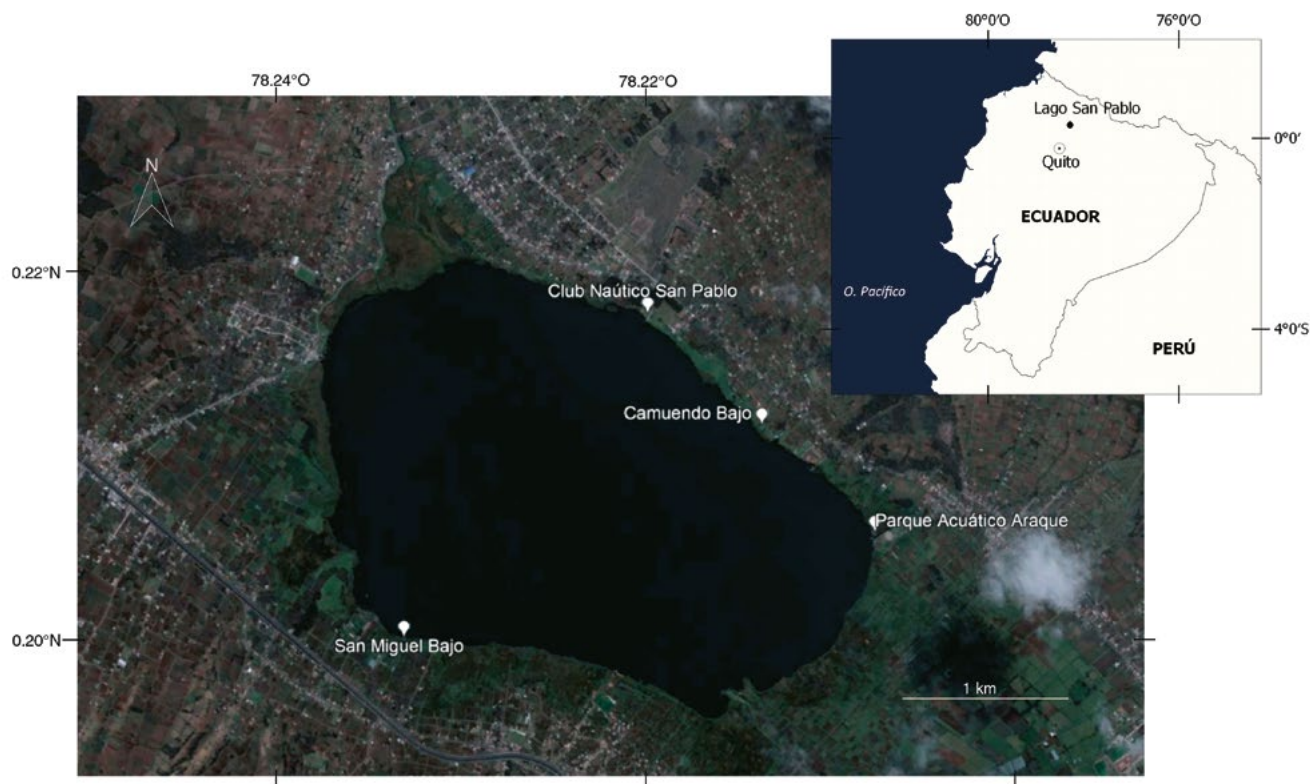 80°0′O
76°0′O
78.24°O
78.22°O
Lago San Pablo
0°0′
Quito
N
ECUADOR
0.22°N
Club Naútico San Pablo
O. Pacífico
4°0′S
PERÚ
Camuendo Bajo
Parque Acuático Araque
0.20°N
San Miguel Bajo
1 km